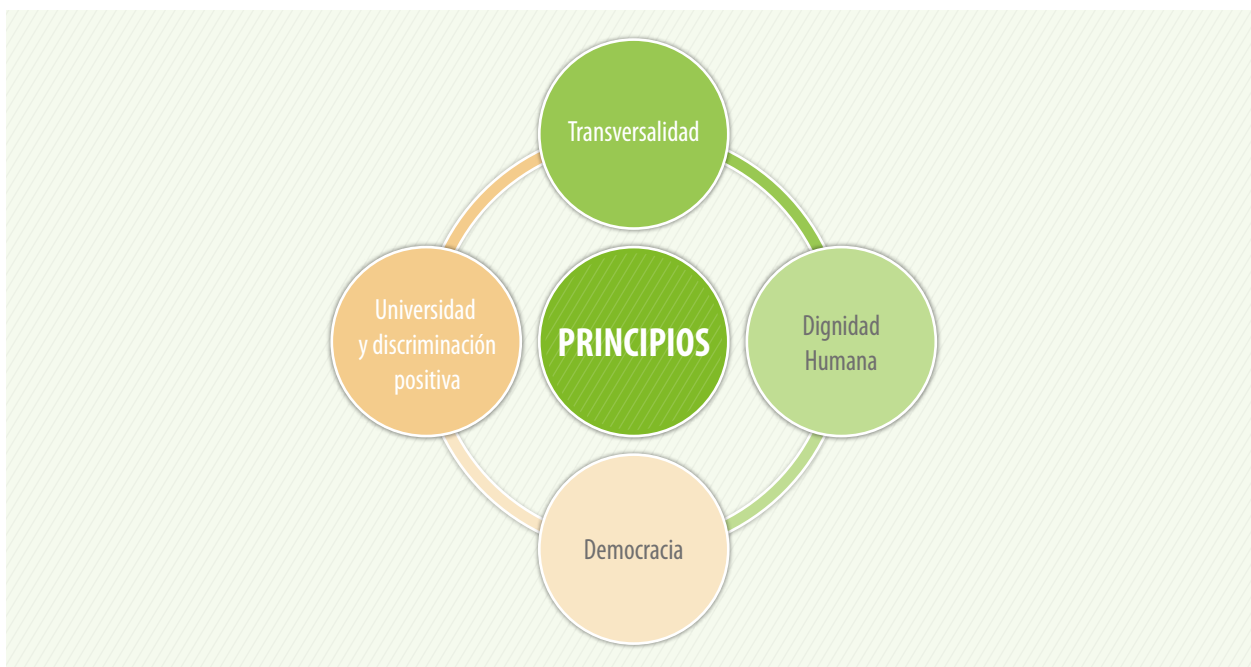 Transversalidad
Universidad
y discriminación
positiva
PRINCIPIOS
Dignidad
Humana
Democracia